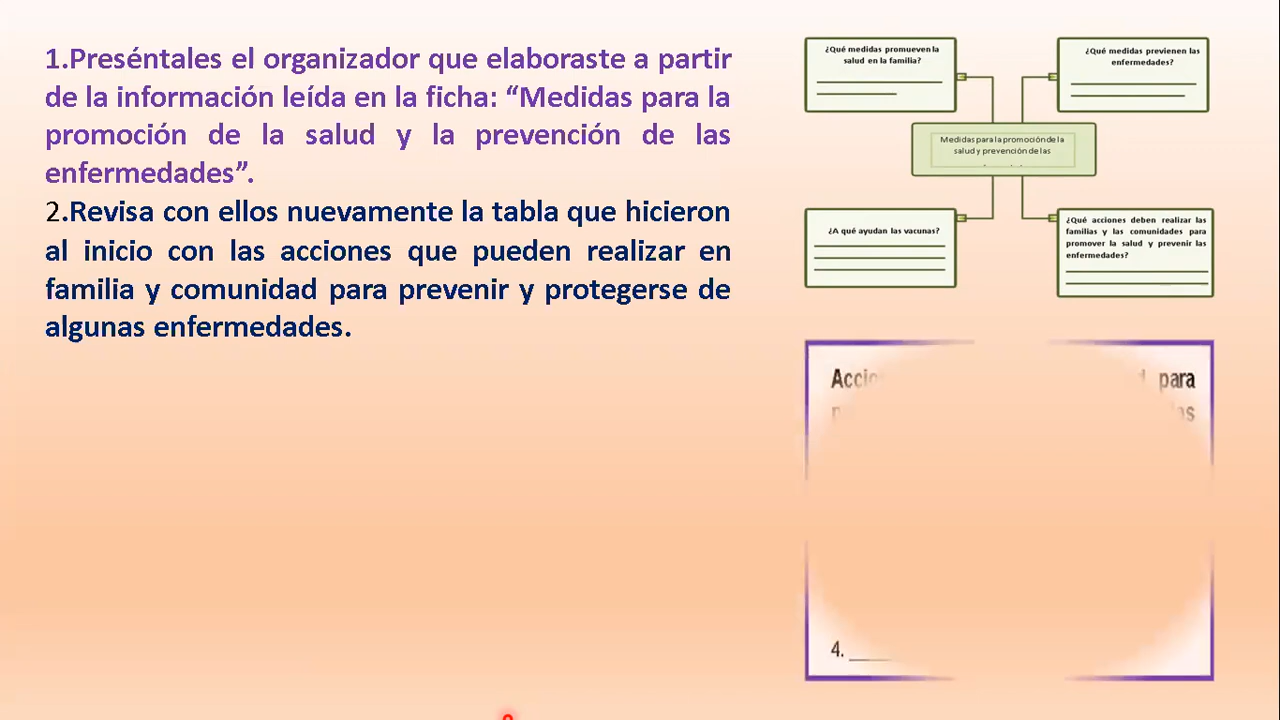 1.Preséntales el organizador que elaboraste a partir
de la información leída en la ficha: “Medidas para la
promoción de la salud y la prevención de las
enfermedades”.
2.Revisa con ellos nuevamente la tabla que hicieron
al inicio con las acciones que pueden realizar en
familia y comunidad para prevenir y protegerse de
algunas enfermedades.
¿Qué medidas promueven la
salud en la familia?
¿Qué medidas previenen las
enfermedades?
Medidas para la promoción de la
salud y prevención de las
¿A qué ayudan las vacunas?
¿Qué acciones deben realizar las
familias y las comunidades para
promover la salud y prevenir las
enfermedades?
para
4.